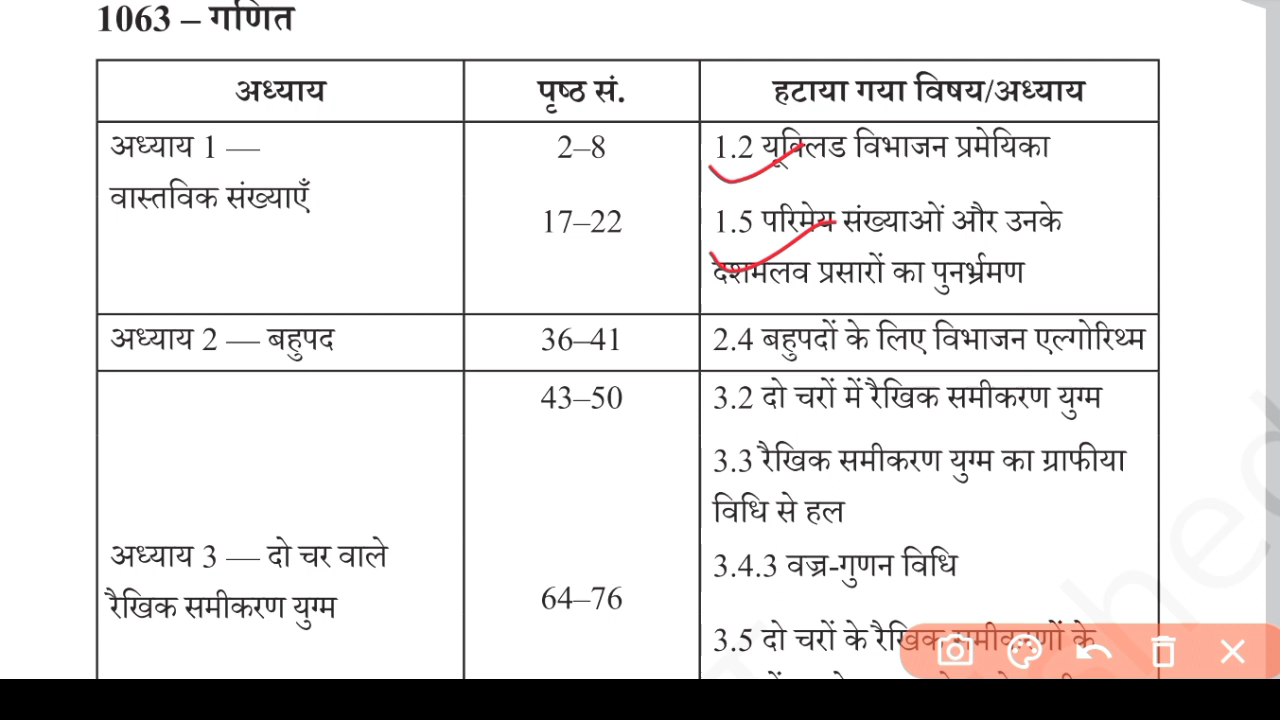 1063 – गणित
अध्याय
पृष्ठ सं.
हटाया गया विषय/अध्याय
अध्याय 1 —
वास्तविक संख्याएँ
2–8
1.2 यूक्लिड विभाजन प्रमेयिका
17–22
1.5 परिमेय संख्याओं और उनके
दशमलव प्रसारों का पुनर्भ्रमण
अध्याय 2 — बहुपद
36–41
2.4 बहुपदों के लिए विभाजन एल्गोरिथ्म
अध्याय 3 — दो चर वाले
रैखिक समीकरण युग्म
43–50
3.2 दो चरों में रैखिक समीकरण युग्म
3.3 रैखिक समीकरण युग्म का ग्राफीया
विधि से हल
3.4.3 वज्र-गुणन विधि
64–76
3.5 दो चरों के रैखिक समीकरणों के